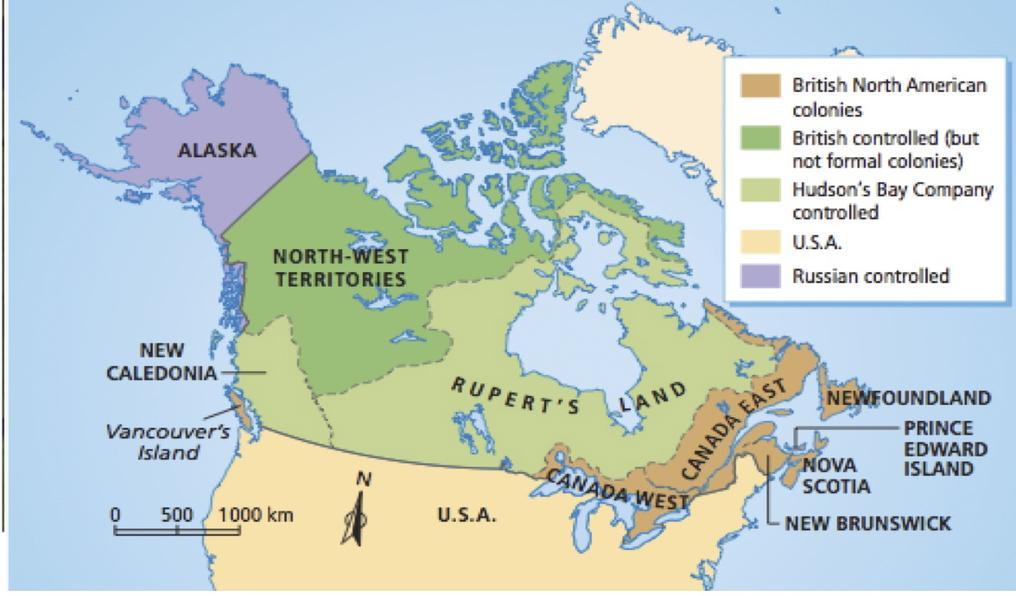 British North American
colonies
British controlled (but
not formal colonies)
Hudson's Bay Company
controlled
U.S.A.
Russian controlled
ALASKA
NORTH-WEST
TERRITORIES
NEW
CALEDONIA
Vancouver's
Island
RUPERT'S LAND
CANADA EAST
CANADA WEST
NEWFOUNDLAND
PRINCE
EDWARD
ISLAND
NOVA
SCOTIA
NEW BRUNSWICK
U.S.A.
N
0 500 1000 km